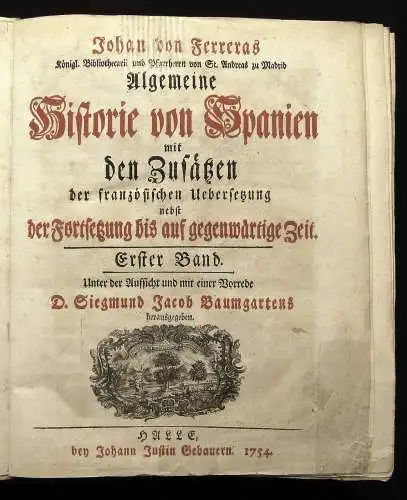 Johan von Ferreras
Königl. Bibliothecarii und Pfarrherrn von St. Andreas zu Madrid
Algemeine
Historie von Spanien
mit
den Zusätzen
der französischen Uebersetzung
nebst
der Fortsetzung bis auf gegenwärtige Zeit.
Erster Band.
Unter der Aufsicht und mit einer Vorrede
D. Siegmund Jacob Baumgartens
herausgegeben.
HALLE,
bey Johann Justin Gebauern. 1754.